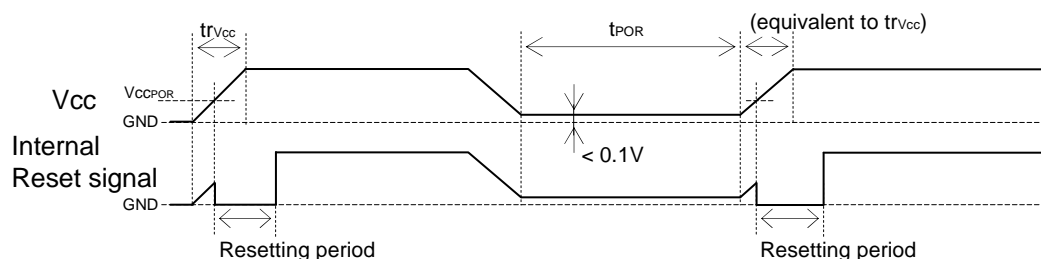 trVcc
tPOR
(equivalent to trVcc)
VccPOR
Vcc
GND
< 0.1V
Internal
Reset signal
GND
Resetting period
Resetting period